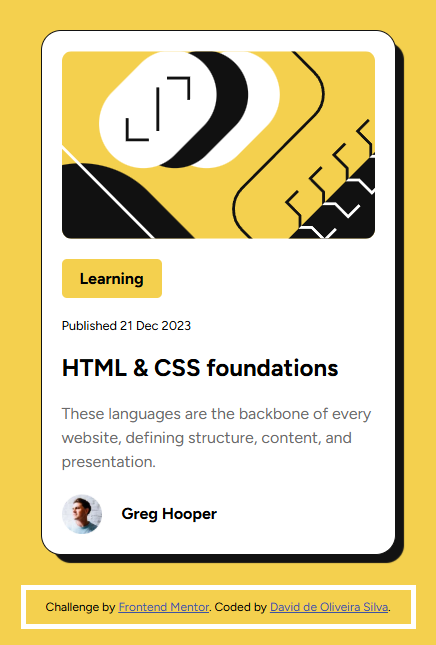 Learning
Published 21 Dec 2023
HTML & CSS foundations
These languages are the backbone of every
website, defining structure, content, and
presentation.
Greg Hooper
Challenge by Frontend Mentor. Coded by David de Oliveira Silva.